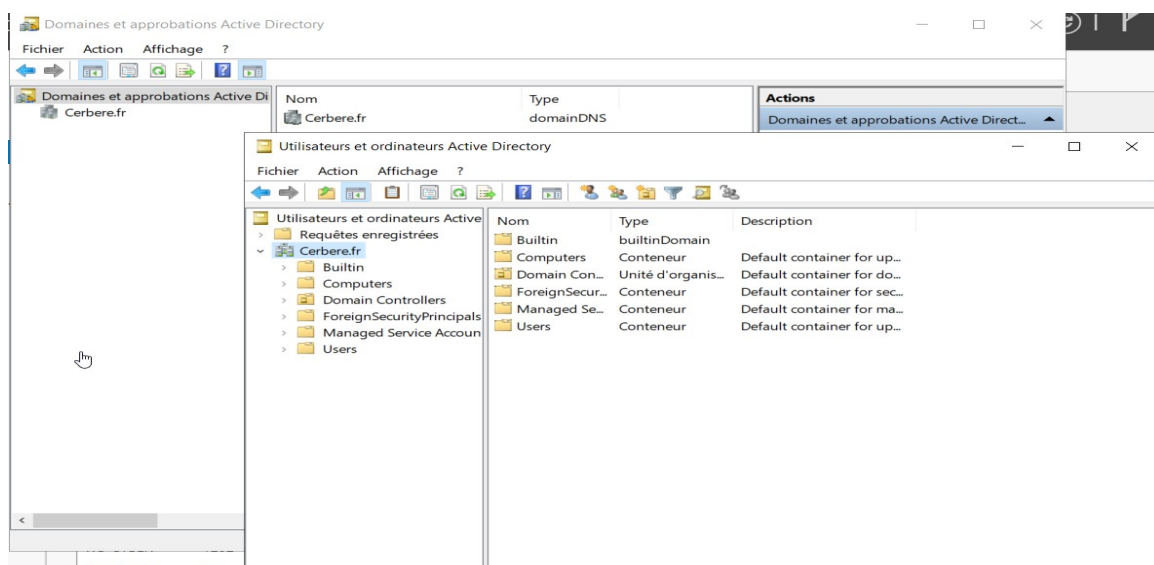 Domaines et approbations Active Directory
Fichier Action Affichage ?
Domaines et approbations Active Di
Cerbere.fr
Nom Type
Cerbere.fr domainDNS
Actions
Domaines et approbations Active Direct...
Utilisateurs et ordinateurs Active Directory
Fichier Action Affichage ?
Utilisateurs et ordinateurs Active
Requêtes enregistrées
Cerbere.fr
Builtin
Computers
Domain Controllers
ForeignSecurityPrincipals
Managed Service Accoun
Users
Nom Type Description
Builtin builtinDomain
Computers Conteneur Default container for up...
Domain Con... Unité d'organis... Default container for do...
ForeignSecur... Conteneur Default container for sec...
Managed Se... Conteneur Default container for ma...
Users Conteneur Default container for up...